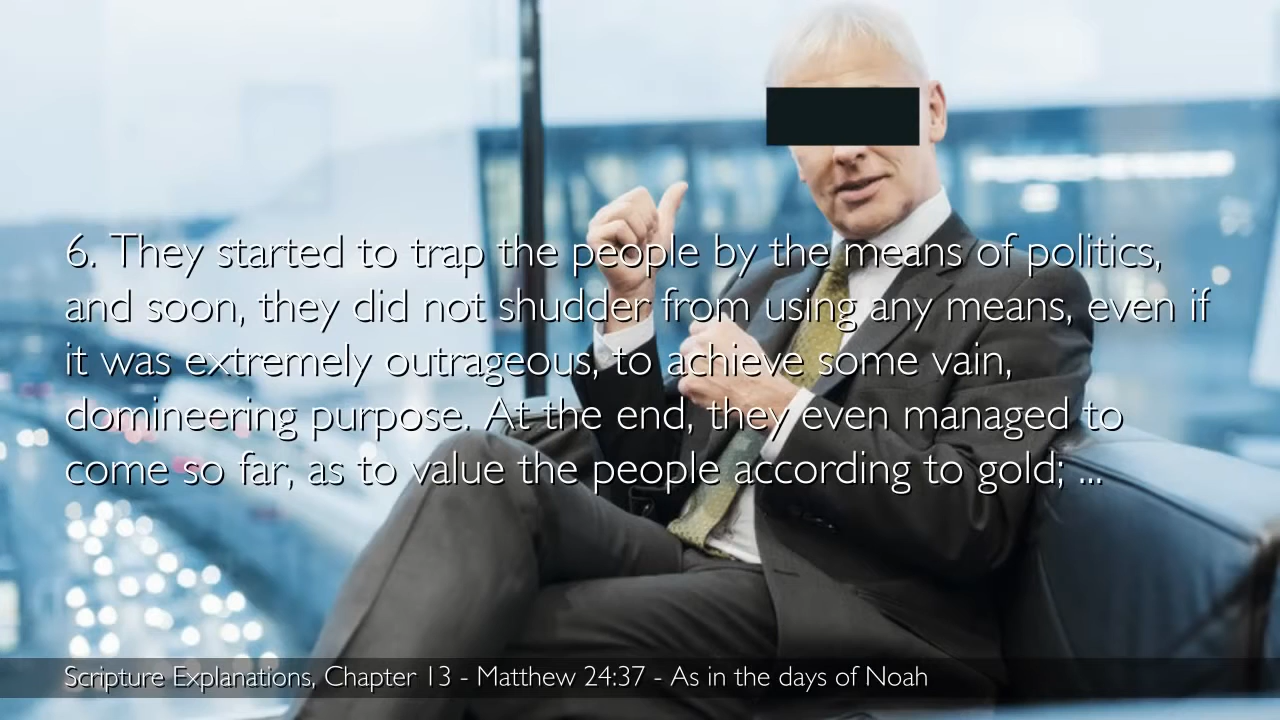 6. They started to trap the people by the means of politics,
and soon, they did not shudder from using any means, even if
it was extremely outrageous, to achieve some vain,
domineering purpose. At the end, they even managed to
come so far, as to value the people according to gold; ...
Scripture Explanations, Chapter 13 - Matthew 24:37 - As in the days of Noah